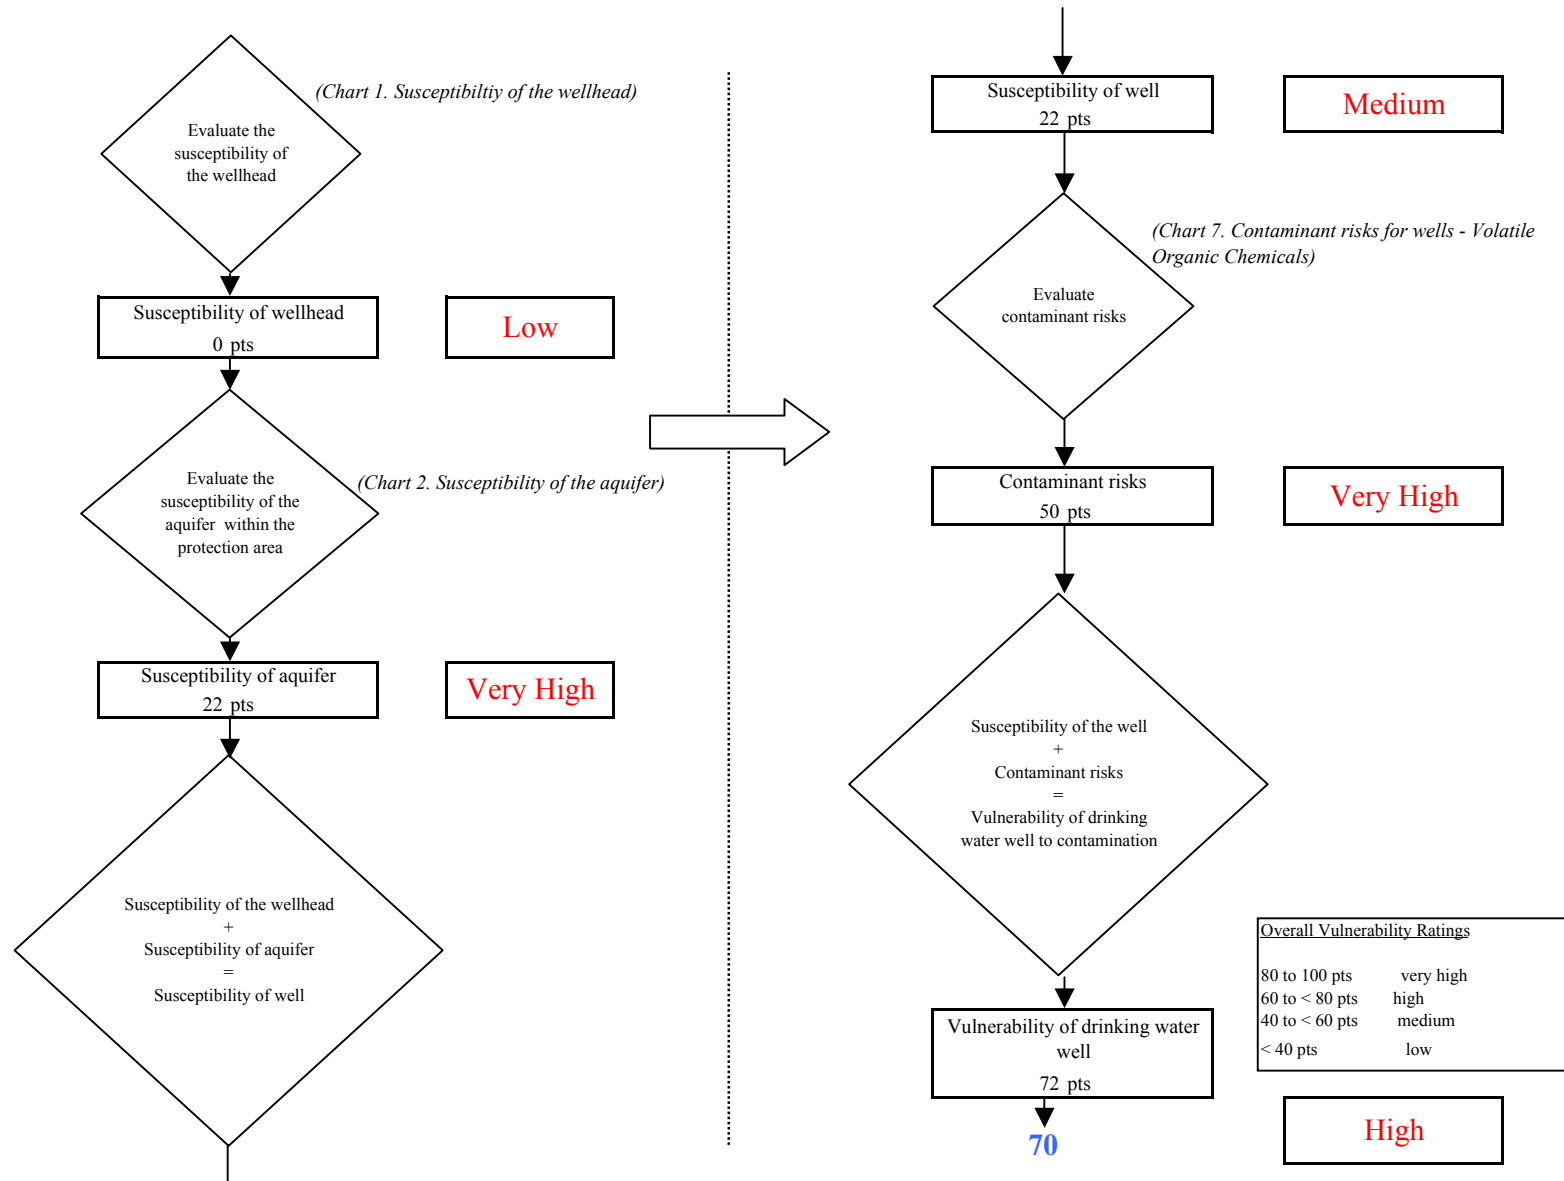 (Chart 1. Susceptibiltiy of the wellhead)
Evaluate the
susceptibility of
the wellhead
Susceptibility of wellhead
0 pts
Low
Evaluate the
susceptibility of the
aquifer within the
protection area
(Chart 2. Susceptibility of the aquifer)
Susceptibility of aquifer
22 pts
Very High
Susceptibility of the wellhead
+
Susceptibility of aquifer
=
Susceptibility of well
Susceptibility of well
22 pts
Medium
(Chart 7. Contaminant risks for wells - Volatile
Organic Chemicals)
Evaluate
contaminant risks
Contaminant risks
50 pts
Very High
Susceptibility of the well
+
Contaminant risks
=
Vulnerability of drinking
water well to contamination
Overall Vulnerability Ratings
80 to 100 pts very high
60 to < 80 pts high
40 to < 60 pts medium
< 40 pts low
Vulnerability of drinking water
well
72 pts
70
High